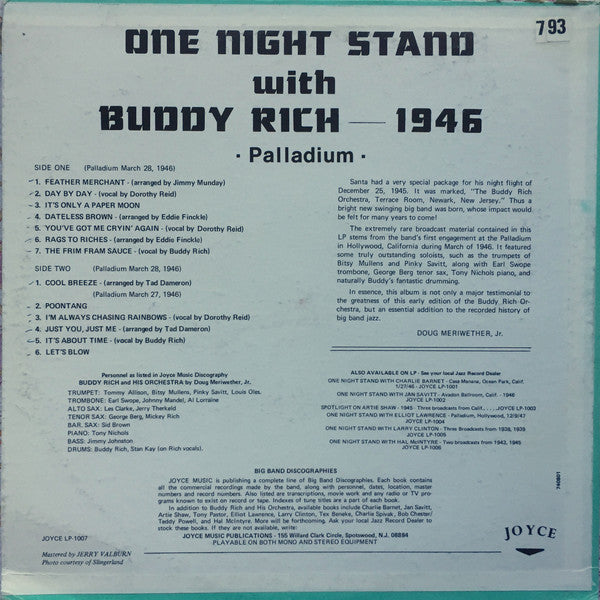 793
ONE NIGHT STAND
with
BUDDY RICH — 1946
· Palladium ·
SIDE ONE (Palladium March 28, 1946)
1. FEATHER MERCHANT - (arranged by Jimmy Munday)
2. DAY BY DAY - (vocal by Dorothy Reid)
3. IT'S ONLY A PAPER MOON
4. DATELESS BROWN - (arranged by Eddie Finckle)
5. YOU'VE GOT ME CRYIN' AGAIN - (vocal by Dorothy Reid)
6. RAGS TO RICHES - (arranged by Eddie Finckle)
7. THE FRIM FRAM SAUCE - (vocal by Buddy Rich)
SIDE TWO (Palladium March 28, 1946)
1. COOL BREEZE - (arranged by Tad Dameron)
(Palladium March 27, 1946)
2. POONTANG
3. I'M ALWAYS CHASING RAINBOWS - (vocal by Dorothy Reid)
4. JUST YOU, JUST ME - (arranged by Tad Dameron)
5. IT'S ABOUT TIME - (vocal by Buddy Rich)
6. LET'S BLOW
Santa had a very special package for his night flight of
December 25, 1945. It was marked, "The Buddy Rich
Orchestra, Terrace Room, Newark, New Jersey." Thus a
bright new swinging big band was born, whose impact would
be felt for many years to come!
The extremely rare broadcast material contained in this
LP stems from the band's first engagement at the Palladium
in Hollywood, California during March of 1946. It featured
some truly outstanding soloists, such as the trumpets of
Bitsy Mullens and Pinky Savitt, along with Earl Swope
trombone, George Berg tenor sax, Tony Nichols piano, and
naturally Buddy's fantastic drumming.
In essence, this album is not only a major testimonial to
the greatness of this early edition of the Buddy Rich Or-
chestra, but an essential addition to the recorded history of
big band jazz.
DOUG MERIWETHER, Jr.
Personnel as listed in Joyce Music Discography
BUDDY RICH and HIS ORCHESTRA by Doug Meriwether, Jr.
TRUMPET: Tommy Allison, Bitsy Mullens, Pinky Savitt, Louis Oles.
TROMBONE: Earl Swope, Johnny Mandel, Al Lorraine
ALTO SAX: Les Clarke, Jerry Therkeld
TENOR SAX: George Berg, Mickey Rich
BAR. SAX: Sid Brown
PIANO: Tony Nichols
BASS: Jimmy Johnston
DRUMS: Buddy Rich, Stan Kay (on Rich vocals).
ALSO AVAILABLE ON LP - See your local Jazz Record Dealer
ONE NIGHT STAND WITH CHARLIE BARNET - Casa Manana, Ocean Park, Calif.
1/27/46 - JOYCE LP-1001
ONE NIGHT STAND WITH JAN SAVITT - Avadon Ballroom, Calif. - 1946
JOYCE LP-1002
SPOTLIGHT ON ARTIE SHAW - 1945 - Three broadcasts from Calif. . . . . JOYCE LP-1003
ONE NIGHT STAND WITH ELLIOT LAWRENCE - Palladium, Hollywood, 12/9/47
JOYCE LP-1004
ONE NIGHT STAND WITH LARRY CLINTON - Three broadcasts from 1938, 1939
JOYCE LP-1005
ONE NIGHT STAND WITH HAL McINTYRE - Two broadcasts from 1943, 1945
JOYCE LP-1006
BIG BAND DISCOGRAPHIES
JOYCE MUSIC is publishing a complete line of Big Band Discographies. Each book contains
all the commercial recordings made by the band, along with personnel, dates, location, master
numbers and record numbers. Also listed are transcriptions, movie work and any radio or TV pro
grams known to exist on record or tape. Indexes of tune titles are a part of each book.
In addition to Buddy Rich and His Orchestra, available books include Charlie Barnet, Jan Savitt,
Artie Shaw, Tony Pastor, Elliot Lawrence, Larry Clinton, Tex Beneke, Charlie Spivak, Bob Chester/
Teddy Powell, and Hal McIntyre. More will be forthcoming. Ask your local Jazz Record Dealer
to stock these books. If they are not available, write:
JOYCE MUSIC PUBLICATIONS - 155 Willard Clark Circle, Spotswood, N.J. 08884
PLAYABLE ON BOTH MONO AND STEREO EQUIPMENT
740801
JOYCE
JOYCE LP-1007
Mastered by JERRY VALBURN
Photo courtesy of Slingerland